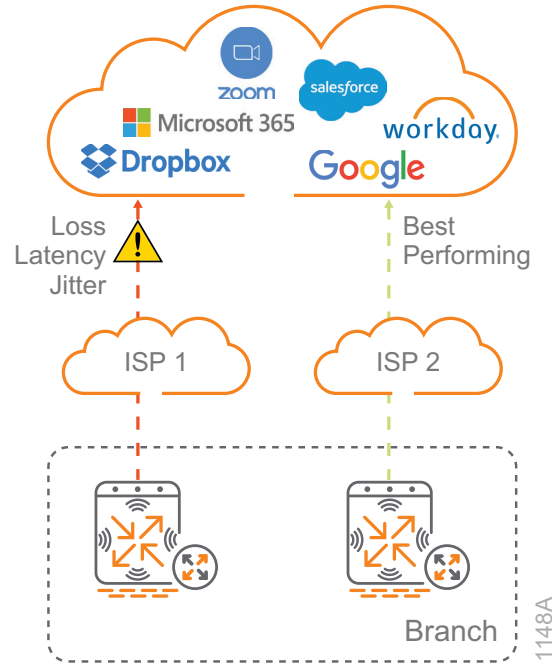 zoom
salesforce
Microsoft 365
workday.
Dropbox
Google
Loss
Latency
Jitter
Best
Performing
ISP 1
ISP 2
Branch
1148A